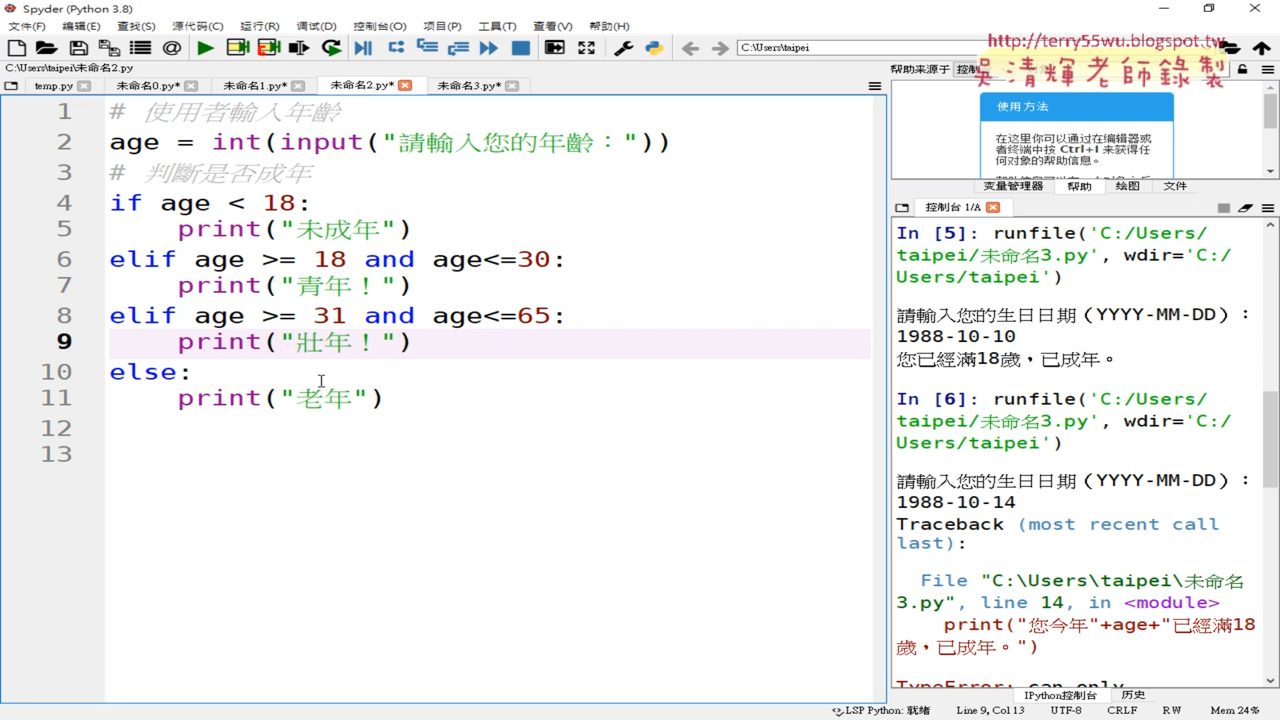 Spyder (Python 3.8)
文件(F) 编辑(E) 查找(S) 源代码(C) 运行(R) 调试(D) 控制台(O) 项目(P) 工具(T) 查看(V) 帮助(H)
C:\Users\taipei
http://terry55wu.blogspot.tw
吳清輝老師錄製
C:\Users\taipei\未命名2.py
temp.py 未命名0.py* 未命名1.py* 未命名2.py* 未命名3.py*
1 # 使用者輸入年齡
2 age = int(input("請輸入您的年齡："))
3 # 判斷是否成年
4 if age < 18:
5 print("未成年")
6 elif age >= 18 and age<=30:
7 print("青年！")
8 elif age >= 31 and age<=65:
9 print("壯年！")
10 else:
11 print("老年")
12
13
帮助来源于 控制
使用方法
在这里你可以通过在编辑器或
者终端中按 Ctrl+I 来获得任
何对象的帮助信息。
变量管理器 帮助 绘图 文件
控制台 1/A
In [5]: runfile('C:/Users/
taipei/未命名3.py', wdir='C:/
Users/taipei')
請輸入您的生日日期（YYYY-MM-DD）：
1988-10-10
您已經滿18歲，已成年。
In [6]: runfile('C:/Users/
taipei/未命名3.py', wdir='C:/
Users/taipei')
請輸入您的生日日期（YYYY-MM-DD）：
1988-10-14
Traceback (most recent call
last):
File "C:\Users\taipei\未命名
3.py", line 14, in <module>
print("您今年"+age+"已經滿18
歲，已成年。")
TypeError: can only
IPython控制台 历史
LSP Python: 就绪 Line 9, Col 13 UTF-8 CRLF RW Mem 24%